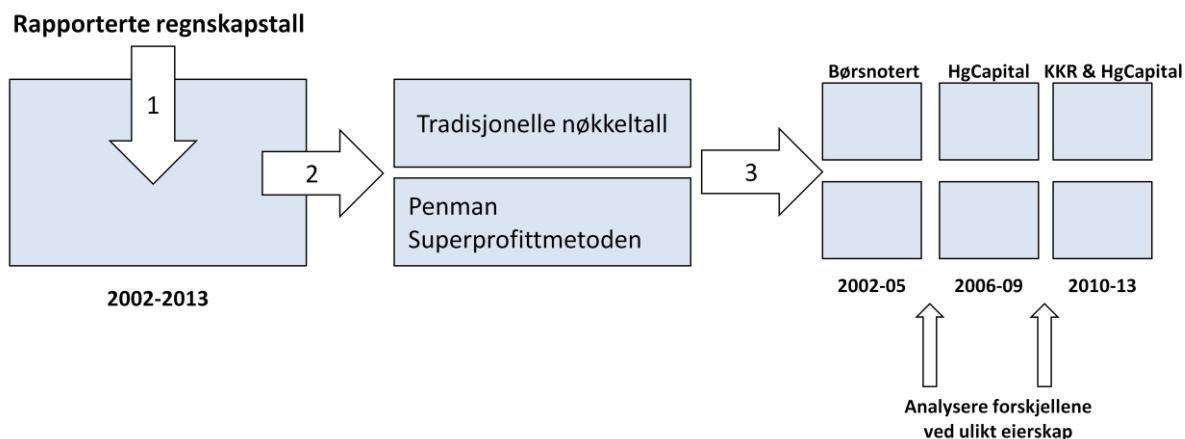 Rapporterte regnskapstall
1
2002-2013
2
Tradisjonelle nøkkeltall
Penman
Superprofittmetoden
3
Børsnotert HgCapital KKR & HgCapital
2002-05 2006-09 2010-13
Analysere forskjellene
ved ulikt eierskap